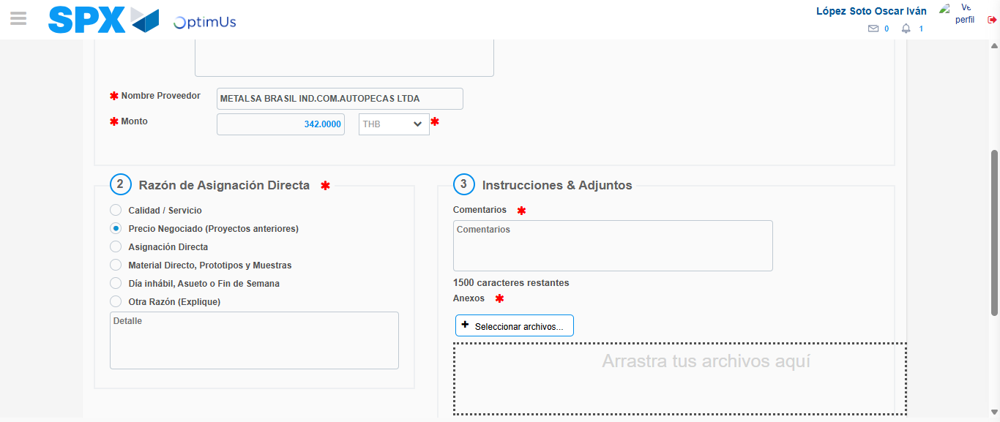 SPX
OptimUs
López Soto Oscar Iván
0
1
Ve
perfil
* Nombre Proveedor
METALSA BRASIL IND.COM.AUTOPECAS LTDA
* Monto
342.0000
THB
*
2 Razón de Asignación Directa *
Calidad / Servicio
Precio Negociado (Proyectos anteriores)
Asignación Directa
Material Directo, Prototipos y Muestras
Día inhábil, Asueto o Fin de Semana
Otra Razón (Explique)
Detalle
3 Instrucciones & Adjuntos
Comentarios *
Comentarios
1500 caracteres restantes
Anexos *
+ Seleccionar archivos...
Arrastra tus archivos aquí